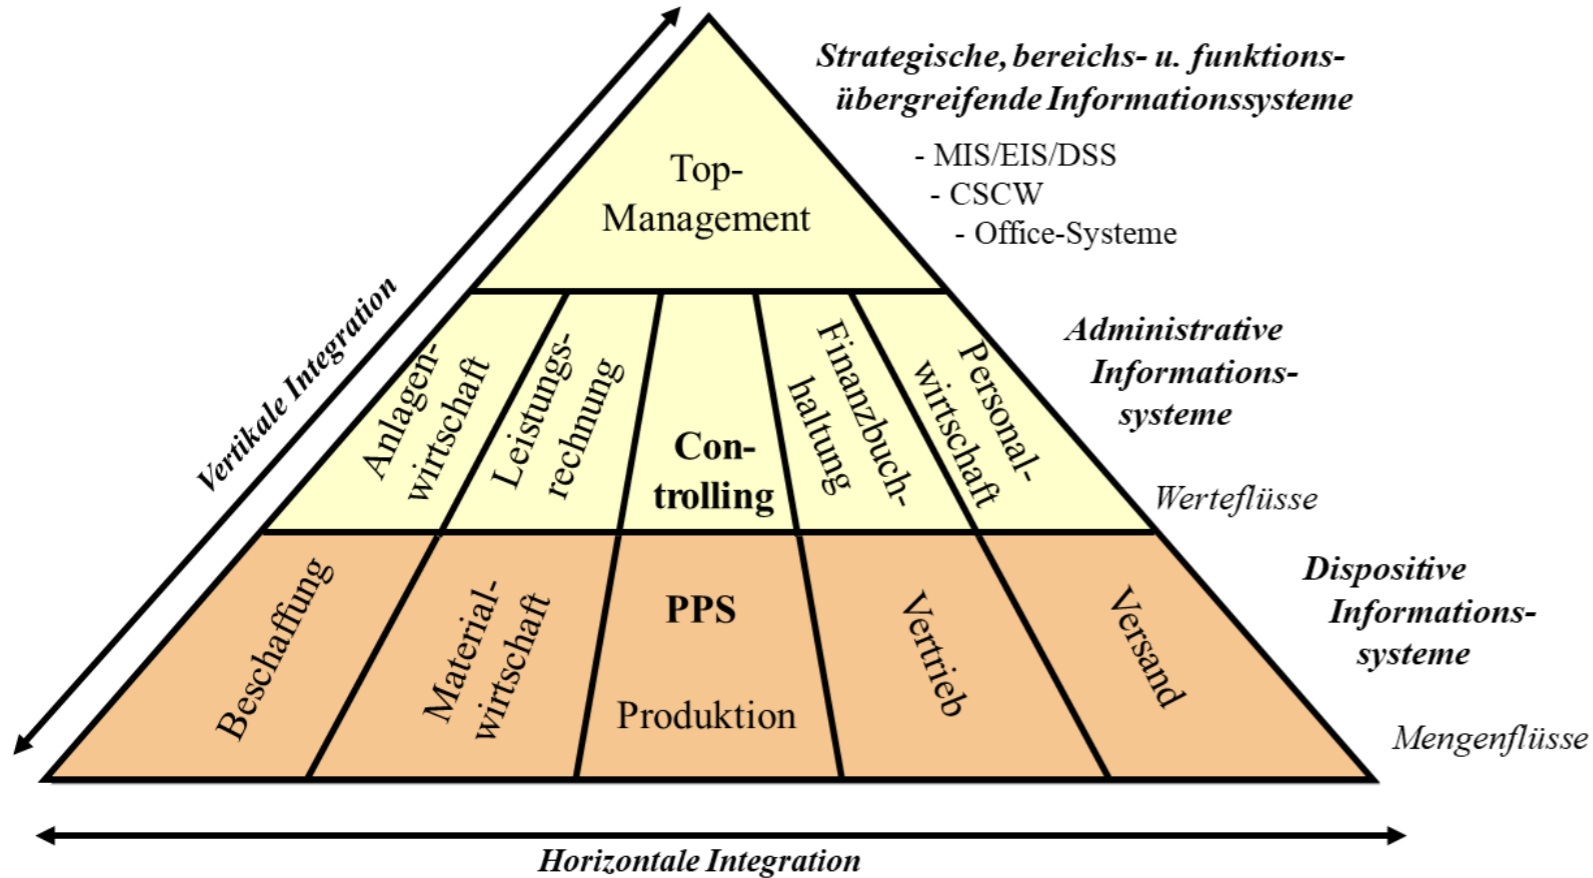 Strategische, bereichs- u. funktions-
übergreifende Informationssysteme
- MIS/EIS/DSS
- CSCW
- Office-Systeme
Top-
Management
Vertikale Integration
Anlagen-
wirtschaft
Leistungs-
rechnung
Con-
trolling
Finanzbuch-
haltung
Personal-
wirtschaft
Administrative
Informations-
systeme
Werteflüsse
Beschaffung
Material-
wirtschaft
PPS
Produktion
Vertrieb
Versand
Dispositive
Informations-
systeme
Mengenflüsse
Horizontale Integration